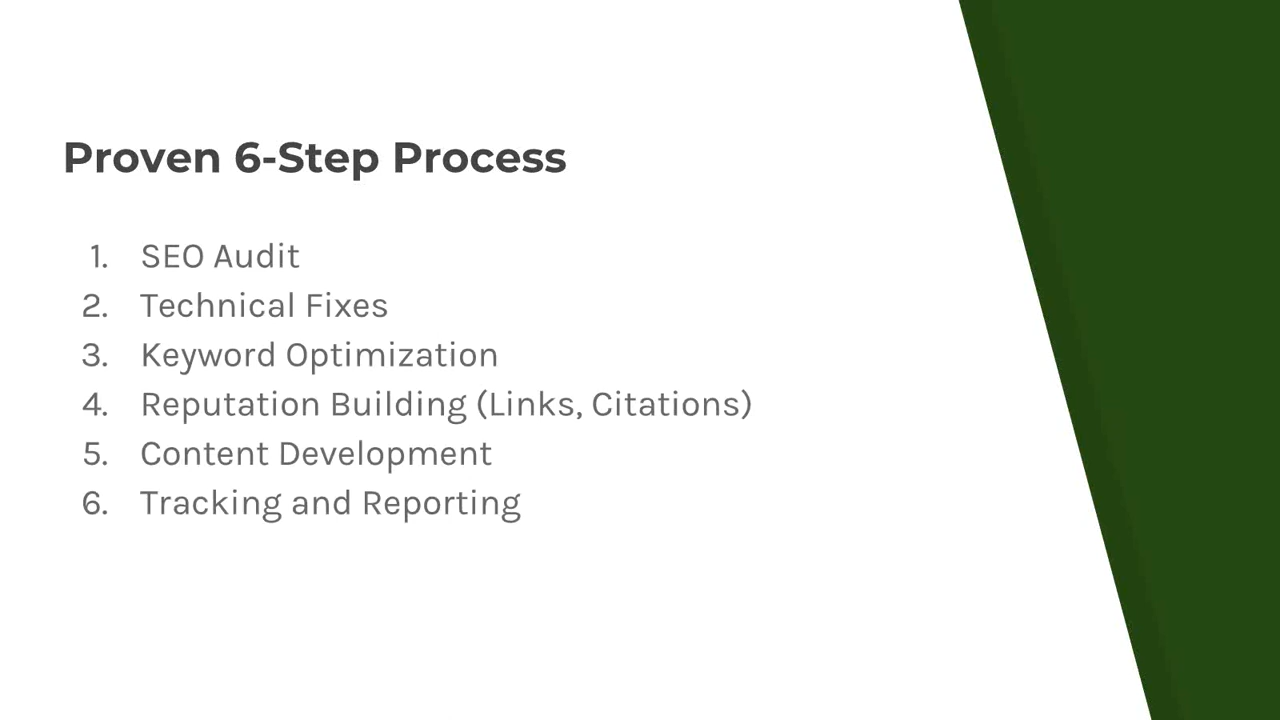 Proven 6-Step Process
1. SEO Audit
2. Technical Fixes
3. Keyword Optimization
4. Reputation Building (Links, Citations)
5. Content Development
6. Tracking and Reporting